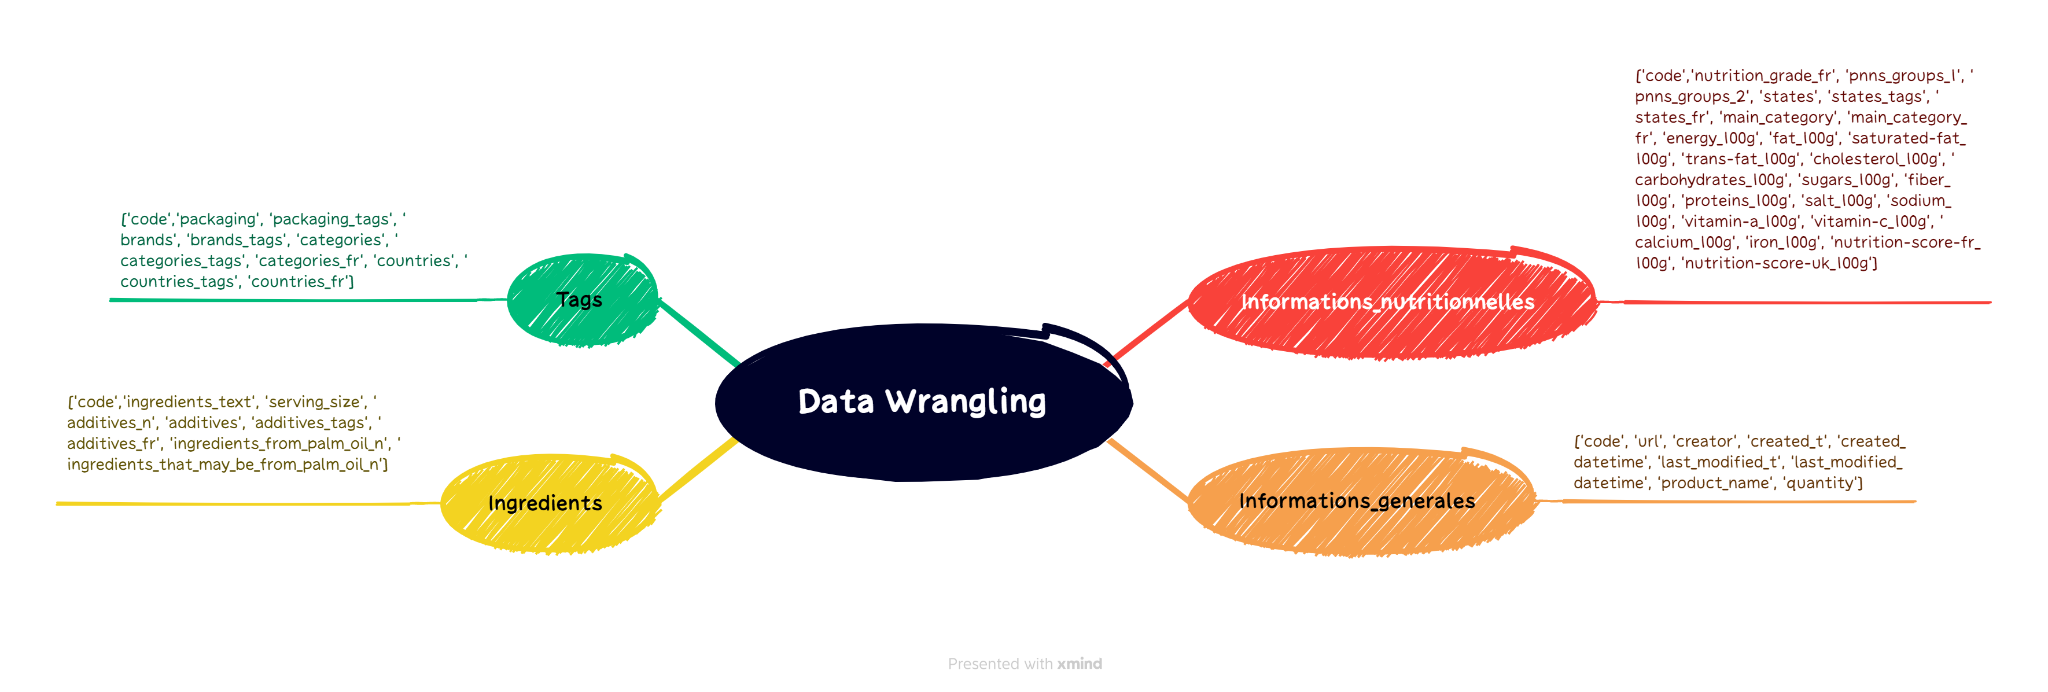 ['code','packaging', 'packaging_tags', '
brands', 'brands_tags', 'categories', '
categories_tags', 'categories_fr', 'countries', '
countries_tags', 'countries_fr']
Tags
['code','ingredients_text', 'serving_size', '
additives_n', 'additives', 'additives_tags', '
additives_fr', 'ingredients_from_palm_oil_n', '
ingredients_that_may_be_from_palm_oil_n']
Ingredients
Data Wrangling
['code','nutrition_grade_fr', 'pnns_groups_1', '
pnns_groups_2', 'states', 'states_tags', '
states_fr', 'main_category', 'main_category_
fr', 'energy_100g', 'fat_100g', 'saturated-fat_
100g', 'trans-fat_100g', 'cholesterol_100g', '
carbohydrates_100g', 'sugars_100g', 'fiber_
100g', 'proteins_100g', 'salt_100g', 'sodium_
100g', 'vitamin-a_100g', 'vitamin-c_100g', '
calcium_100g', 'iron_100g', 'nutrition-score-fr_
100g', 'nutrition-score-uk_100g']
Informations_nutritionnelles
['code', 'url', 'creator', 'created_t', 'created_
datetime', 'last_modified_t', 'last_modified_
datetime', 'product_name', 'quantity']
Informations_generales
Presented with xmind